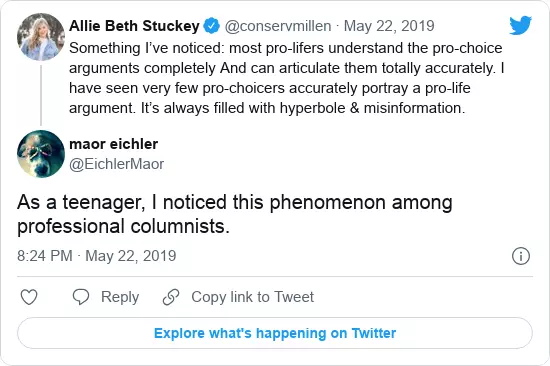 Allie Beth Stuckey @conservmillen · May 22, 2019
Something I’ve noticed: most pro-lifers understand the pro-choice
arguments completely And can articulate them totally accurately. I
have seen very few pro-choicers accurately portray a pro-life
argument. It’s always filled with hyperbole & misinformation.
maor eichler
@EichlerMaor
As a teenager, I noticed this phenomenon among
professional columnists.
8:24 PM · May 22, 2019
Reply Copy link to Tweet
Explore what's happening on Twitter